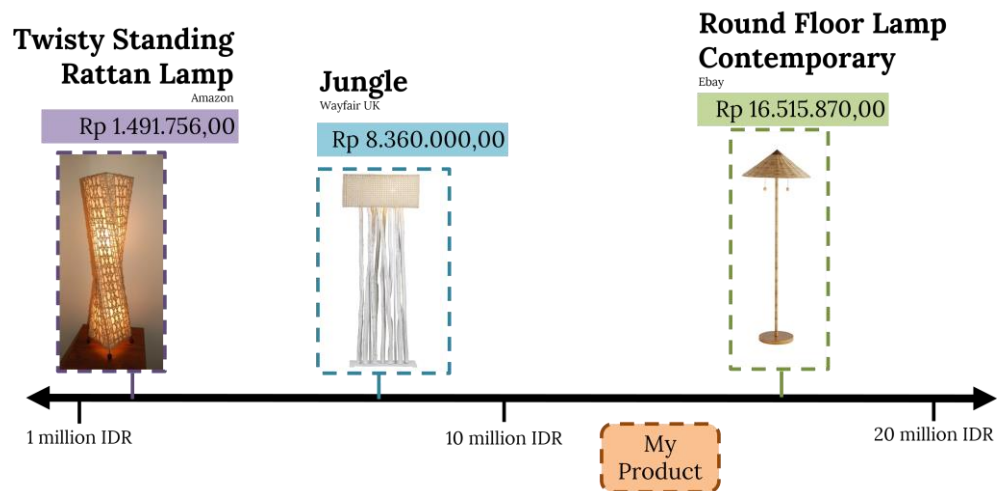 Twisty Standing
Rattan Lamp
Amazon
Rp 1.491.756,00
Jungle
Wayfair UK
Rp 8.360.000,00
Round Floor Lamp
Contemporary
Ebay
Rp 16.515.870,00
1 million IDR
10 million IDR
20 million IDR
My
Product